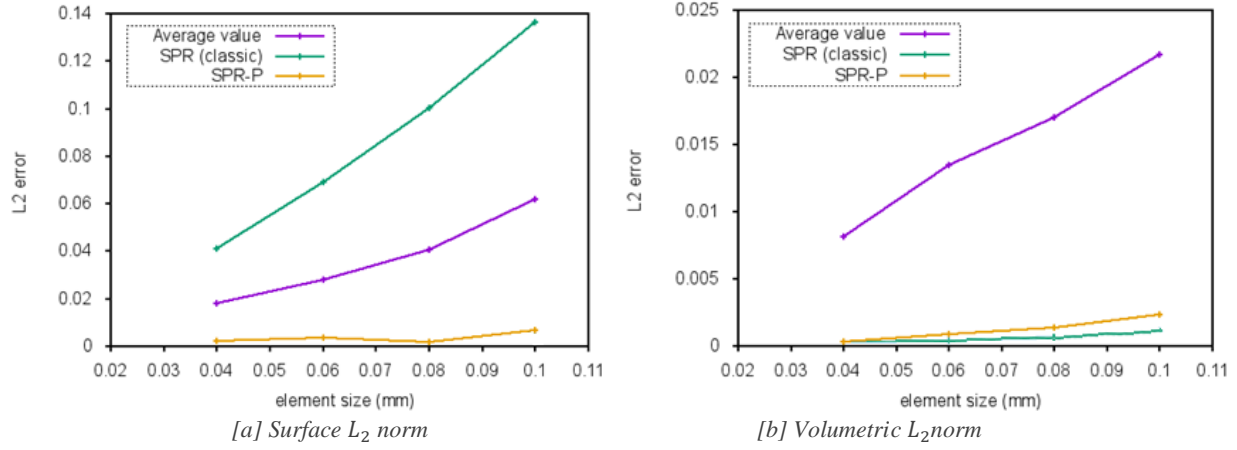 0.14
0.12
0.1
0.08
0.06
0.04
0.02
0
L2 error
Average value
SPR (classic)
SPR-P
0.02 0.03 0.04 0.05 0.06 0.07 0.08 0.09 0.1 0.11
element size (mm)
[a] Surface L₂ norm
0.025
0.02
0.015
0.01
0.005
0
L2 error
Average value
SPR (classic)
SPR-P
0.02 0.03 0.04 0.05 0.06 0.07 0.08 0.09 0.1 0.11
element size (mm)
[b] Volumetric L₂norm